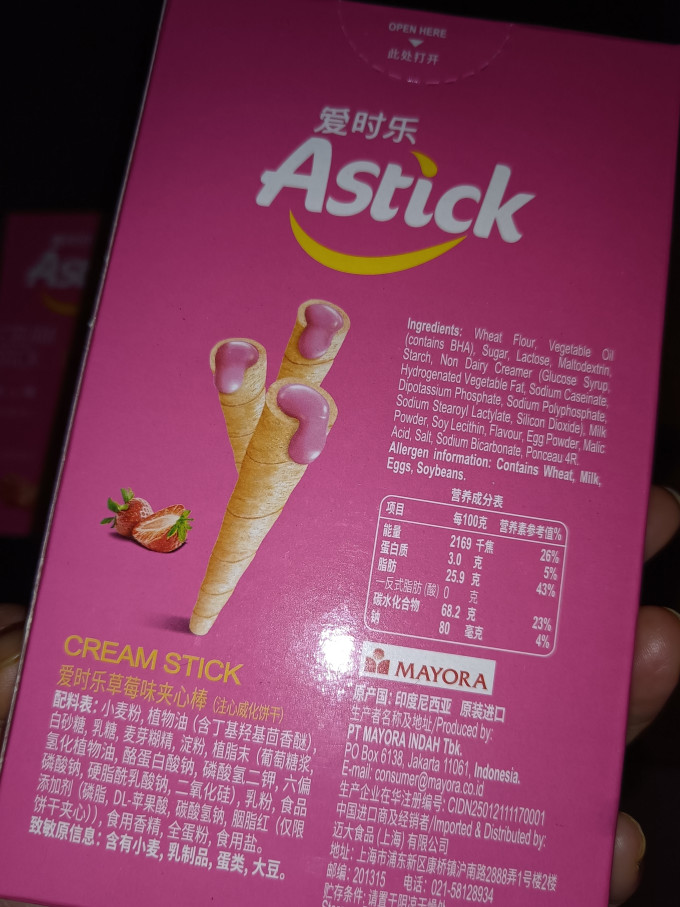 OPEN HERE
此处打开
爱时乐
Astick
Ingredients: Wheat Flour, Vegetable Oil
(contains BHA), Sugar, Lactose, Maltodextrin,
Starch, Non Dairy Creamer (Glucose Syrup,
Hydrogenated Vegetable Fat, Sodium Caseinate,
Dipotassium Phosphate, Sodium Polyphosphate,
Sodium Stearoyl Lactylate, Silicon Dioxide), Milk
Powder, Soy Lecithin, Flavour, Egg Powder, Malic
Acid, Salt, Sodium Bicarbonate, Ponceau 4R.
Allergen information: Contains Wheat, Milk,
Eggs, Soybeans.
营养成分表
项目 每100克 营养素参考值%
能量 2169 千焦 26%
蛋白质 3.0 克 5%
脂肪 25.9 克 43%
—反式脂肪(酸) 0 克
碳水化合物 68.2 克 23%
钠 80 毫克 4%
CREAM STICK
爱时乐草莓味夹心棒 (注心威化饼干)
配料表: 小麦粉, 植物油 (含丁基羟基茴香醚),
白砂糖, 乳糖, 麦芽糊精, 淀粉, 植脂末 (葡萄糖浆,
氢化植物油, 酪蛋白酸钠, 磷酸氢二钾, 六偏
磷酸钠, 硬脂酰乳酸钠, 二氧化硅), 乳粉, 食品
添加剂 (磷脂, DL-苹果酸, 碳酸氢钠, 胭脂红 (仅限
饼干夹心)), 食用香精, 全蛋粉, 食用盐。
致敏原信息: 含有小麦, 乳制品, 蛋类, 大豆。
MAYORA
原产国: 印度尼西亚 原装进口
生产者名称及地址/Produced by:
PT MAYORA INDAH Tbk.
PO Box 6138, Jakarta 11061, Indonesia.
E-mail: consumer@mayora.co.id
生产企业在华注册编号: CIDN25012111170001
中国进口商及经销者/Imported & Distributed by:
迈大食品 (上海) 有限公司
地址: 上海市浦东新区康桥镇沪南路2888弄1号楼2楼
邮编: 201315 电话: 021-58128934
贮存条件: 请置于阴凉干燥处